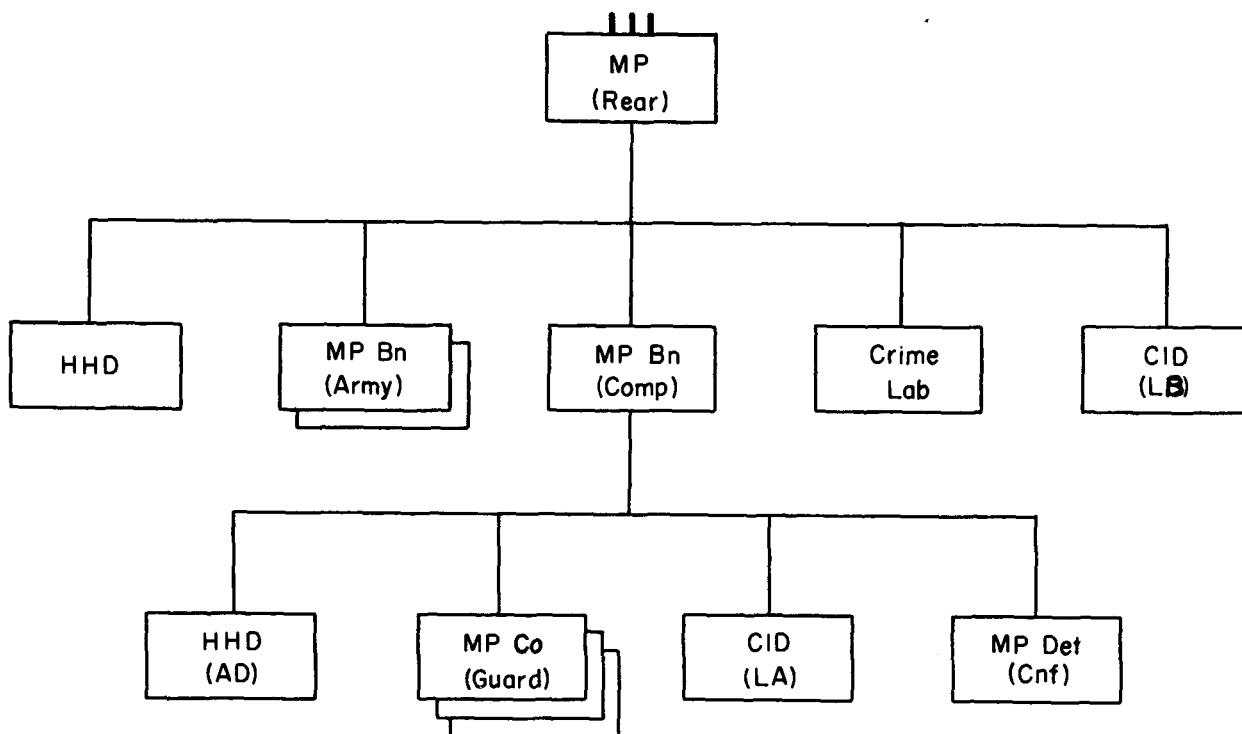 MP
(Rear)
HHD
MP Bn
(Army)
MP Bn
(Comp)
Crime
Lab
CID
(LB)
HHD
(AD)
MP Co
(Guard)
CID
(LA)
MP Det
(Cnf)